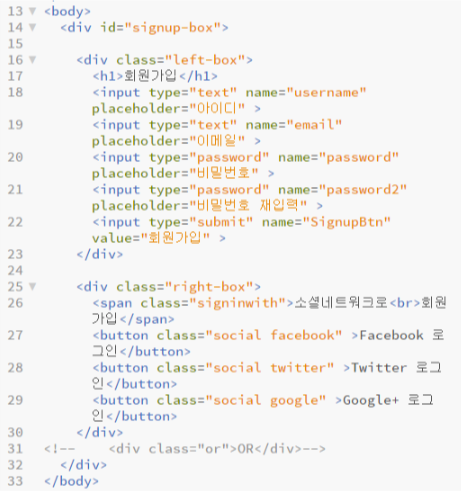 13 ▼ <body>
14 ▼ <div id="signup-box">
15
16 ▼ <div class="left-box">
17 <h1>회원가입</h1>
18 <input type="text" name="username"
placeholder="아이디" >
19 <input type="text" name="email"
placeholder="이메일" >
20 <input type="password" name="password"
placeholder="비밀번호" >
21 <input type="password" name="password2"
placeholder="비밀번호 재입력" >
22 <input type="submit" name="SignupBtn"
value="회원가입" >
23 </div>
24
25 ▼ <div class="right-box">
26 <span class="signinwith">소셜네트워크로<br>회원
가입</span>
27 <button class="social facebook" >Facebook 로
그인</button>
28 <button class="social twitter" >Twitter 로그
인</button>
29 <button class="social google" >Google+ 로그
인</button>
30 </div>
31 <!-- <div class="or">OR</div>-->
32 </div>
33 </body>